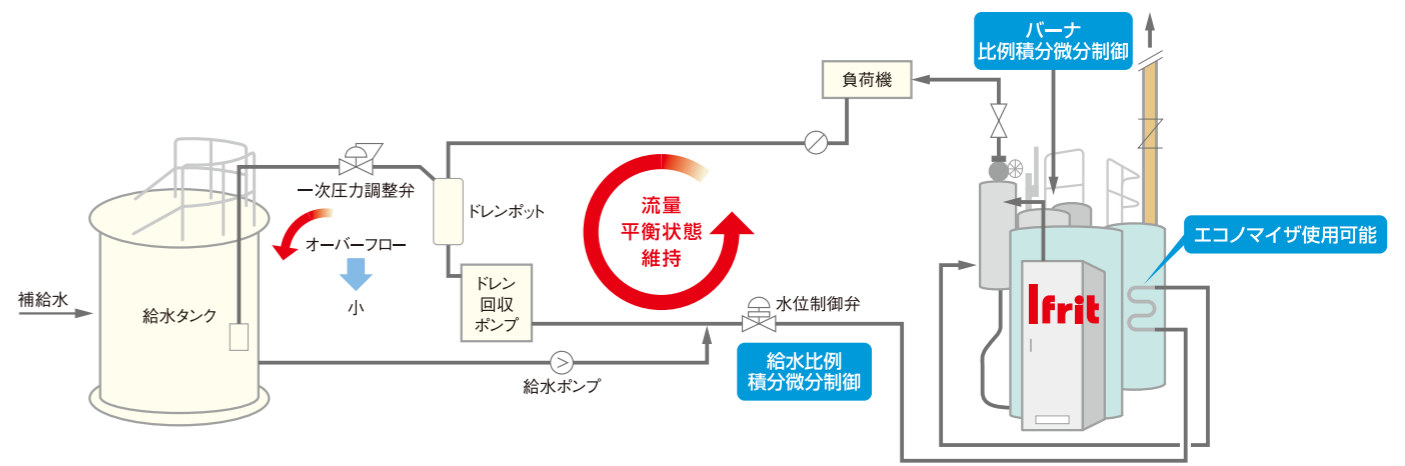 バーナ
比例積分微分制御
負荷機
一次圧力調整弁
ドレンポット
流量
平衡状態
維持
オーバーフロー
小
エコノマイザ使用可能
補給水
給水タンク
ドレン
回収
ポンプ
水位制御弁
Ifrit
給水ポンプ
給水比例
積分微分制御